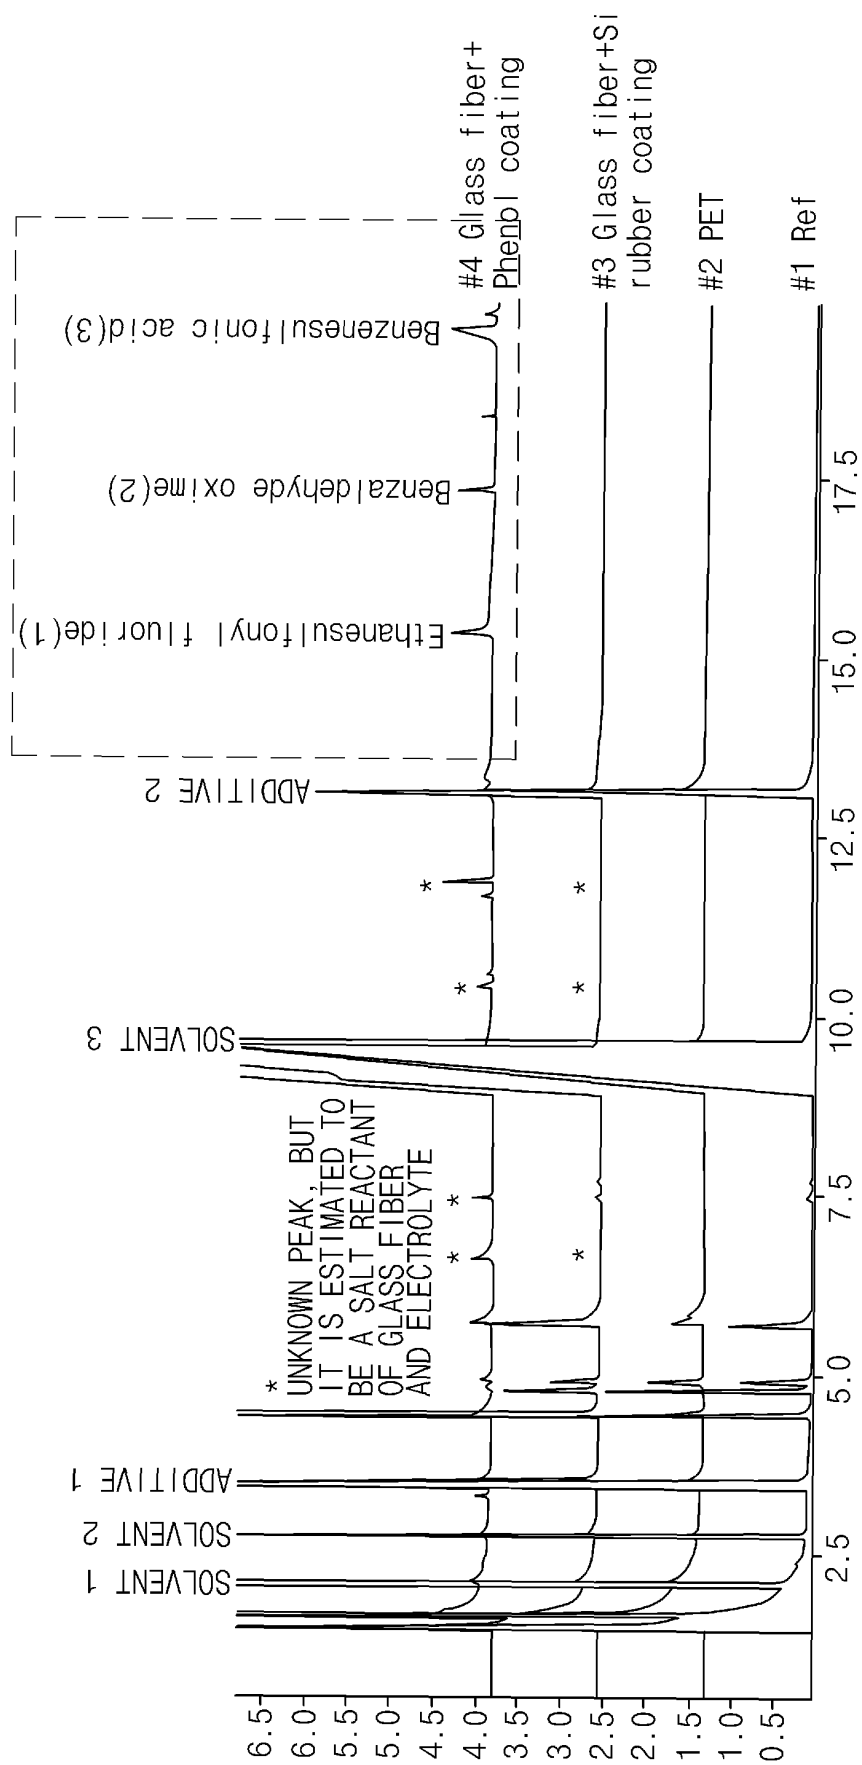 * UNKNOWN PEAK, BUT
IT IS ESTIMATED TO
BE A SALT REACTANT
OF GLASS FIBER
AND ELECTROLYTE
SOLVENT 1
SOLVENT 2
ADDITIVE 1
SOLVENT 3
ADDITIVE 2
Ethanesulfonyl fluoride(1)
Benzaldehyde oxime(2)
Benzenesulfonic acid(3)
* * * *
* * *
#4 Glass fiber+
Phenol coating
#3 Glass fiber+Si
rubber coating
#2 PET
#1 Ref
6.5
6.0
5.5
5.0
4.5
4.0
3.5
3.0
2.5
2.0
1.5
1.0
0.5
2.5 5.0 7.5 10.0 12.5 15.0 17.5